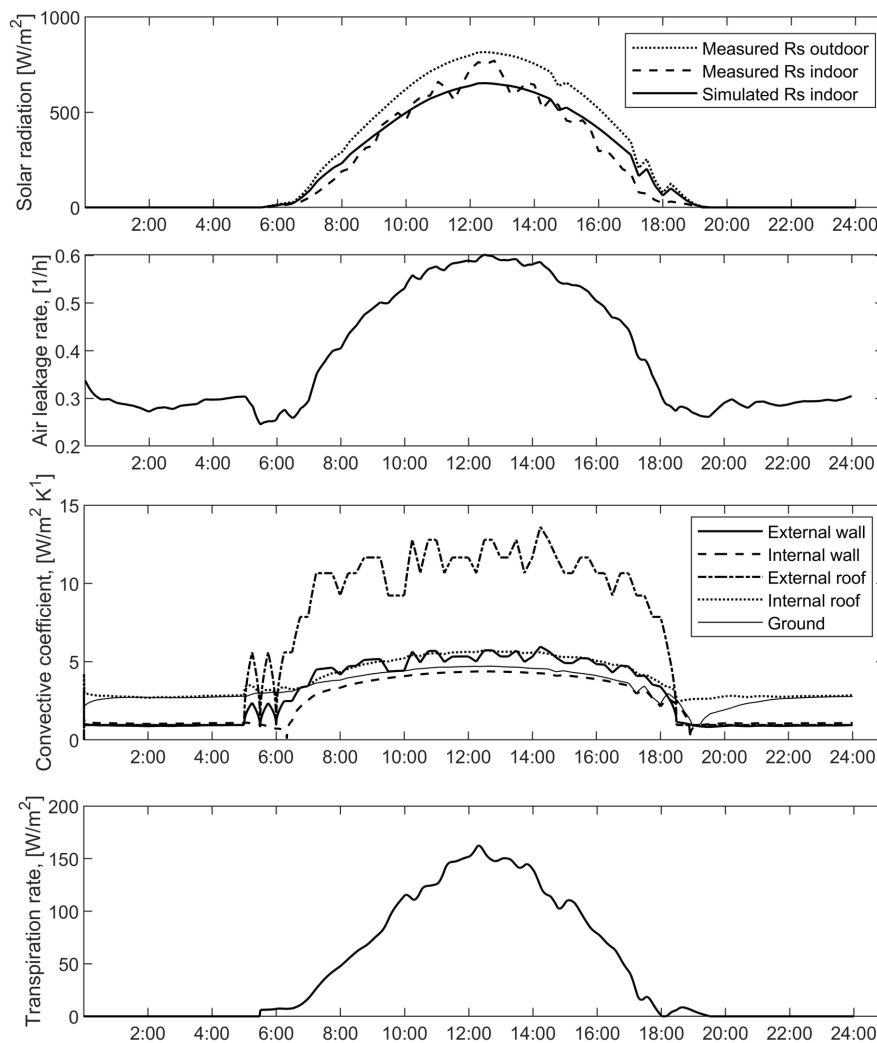 Solar radiation [W/m²]
1000
500
0
Measured Rs outdoor
Measured Rs indoor
Simulated Rs indoor
2:00 4:00 6:00 8:00 10:00 12:00 14:00 16:00 18:00 20:00 22:00 24:00
Air leakage rate, [1/h]
0.6
0.5
0.4
0.3
0.2
2:00 4:00 6:00 8:00 10:00 12:00 14:00 16:00 18:00 20:00 22:00 24:00
Convective coefficient, [W/m² K¹]
15
10
5
0
External wall
Internal wall
External roof
Internal roof
Ground
2:00 4:00 6:00 8:00 10:00 12:00 14:00 16:00 18:00 20:00 22:00 24:00
Transpiration rate, [W/m²]
200
150
100
50
0
2:00 4:00 6:00 8:00 10:00 12:00 14:00 16:00 18:00 20:00 22:00 24:00